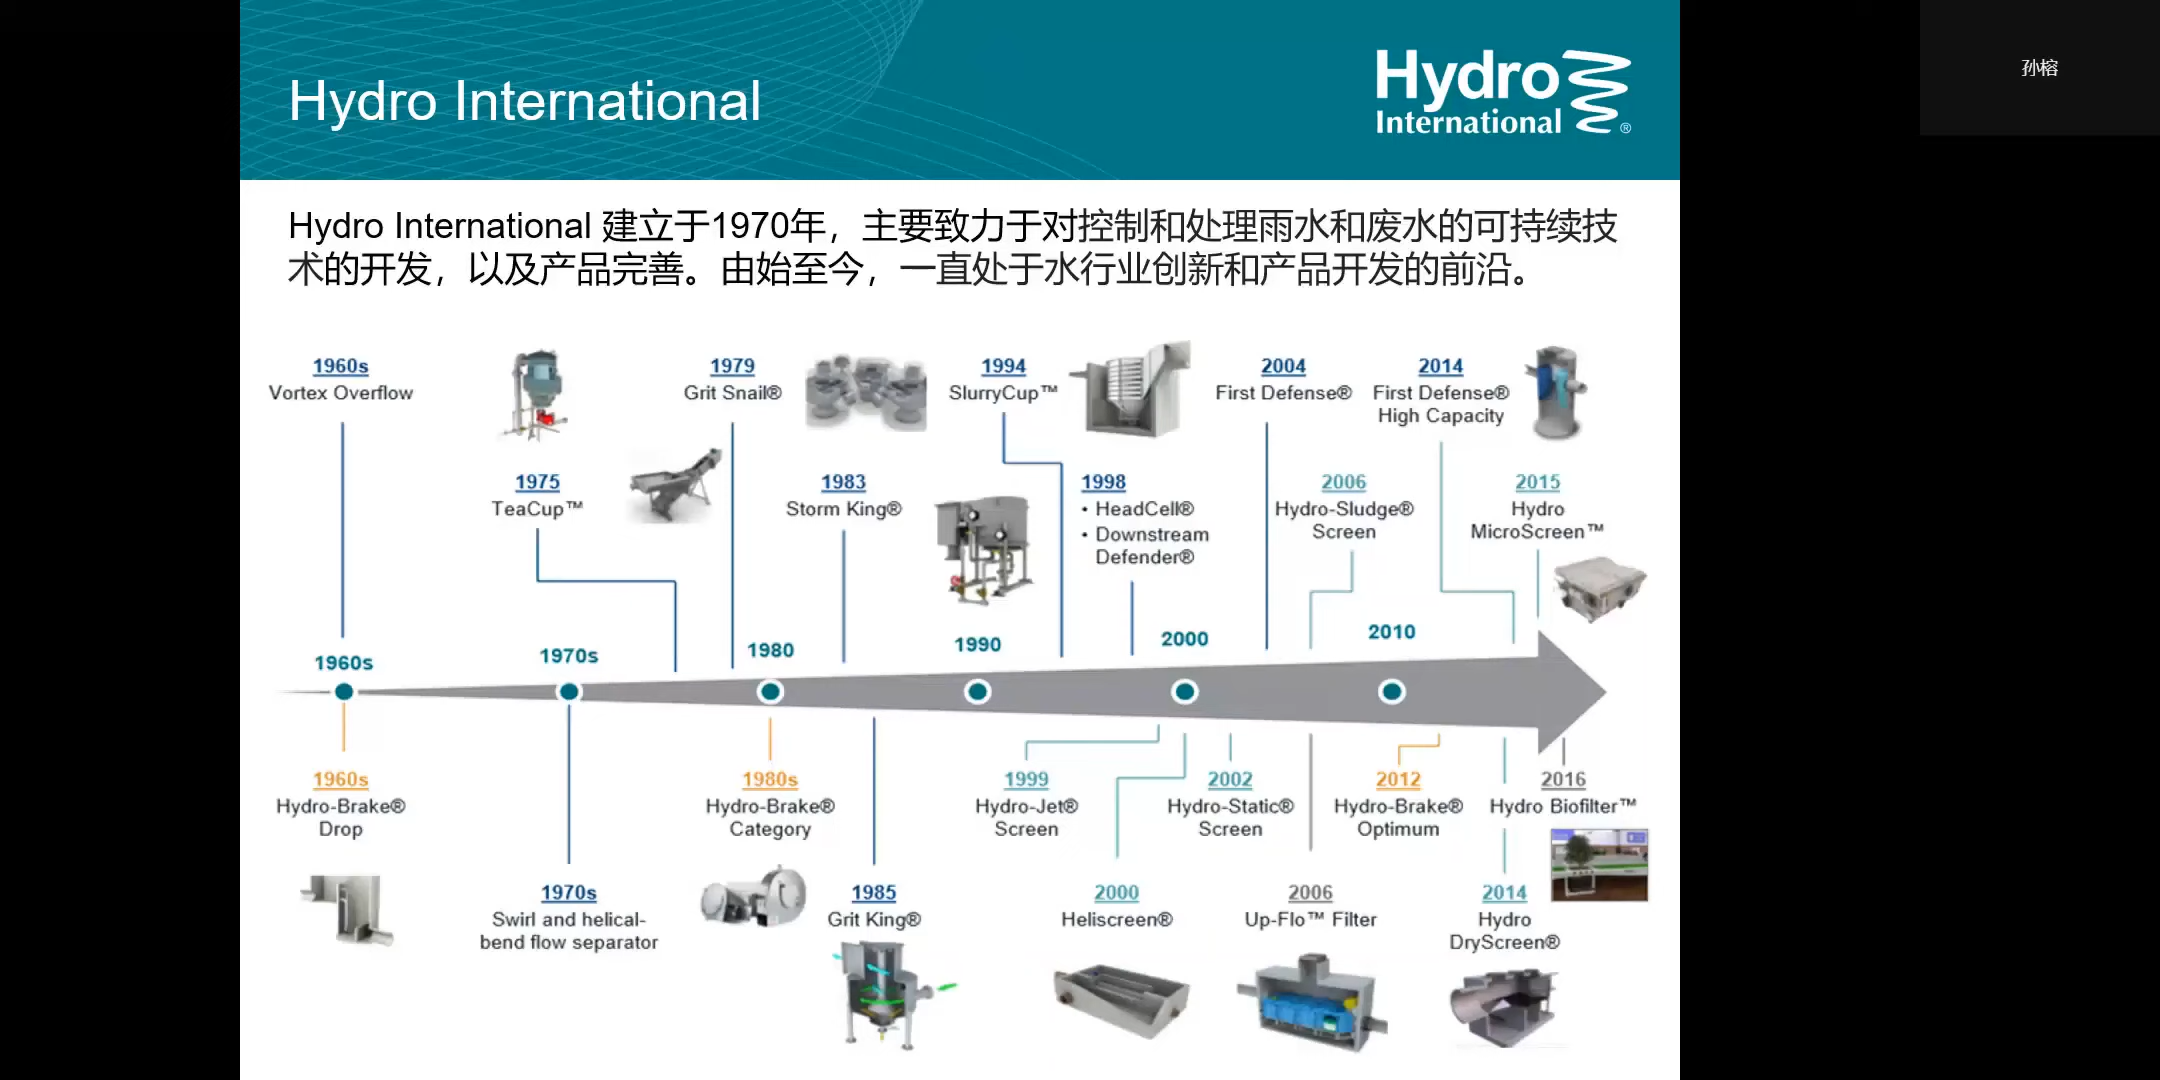 Hydro International
Hydro
International ®
孙榕
Hydro International 建立于1970年，主要致力于对控制和处理雨水和废水的可持续技
术的开发，以及产品完善。由始至今，一直处于水行业创新和产品开发的前沿。
1960s
Vortex Overflow
1975
TeaCup™
1979
Grit Snail®
1983
Storm King®
1994
SlurryCup™
1998
• HeadCell®
• Downstream
Defender®
2004
First Defense®
2006
Hydro-Sludge®
Screen
2014
First Defense®
High Capacity
2015
Hydro
MicroScreen™
1960s
1970s
1980
1990
2000
2010
1960s
Hydro-Brake®
Drop
1970s
Swirl and helical-
bend flow separator
1980s
Hydro-Brake®
Category
1985
Grit King®
1999
Hydro-Jet®
Screen
2000
Heliscreen®
2002
Hydro-Static®
Screen
2006
Up-Flo™ Filter
2012
Hydro-Brake®
Optimum
2014
Hydro
DryScreen®
2016
Hydro Biofilter™